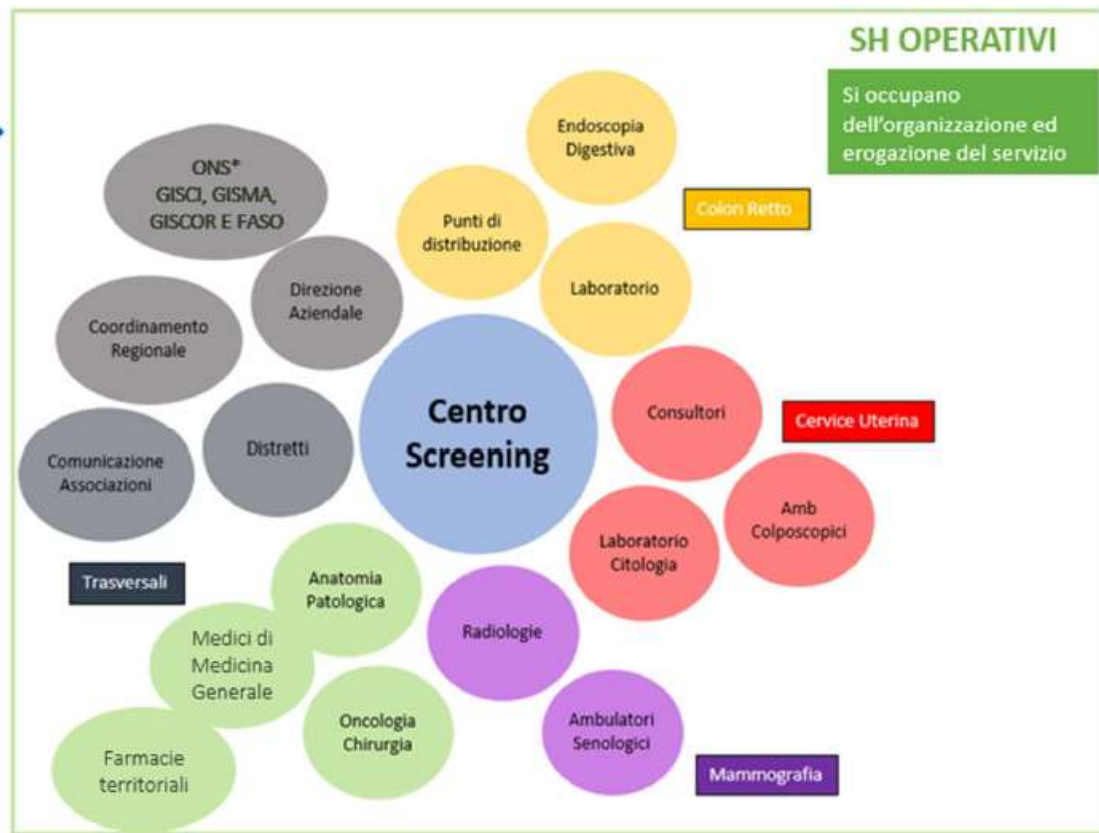 SH OPERATIVI
Si occupano
dell'organizzazione ed
erogazione del servizio
Endoscopia
Digestiva
ONS*
GISCI, GISMA,
GISCOR E FASO
Colon Retto
Punti di
distribuzione
Direzione
Aziendale
Laboratorio
Coordinamento
Regionale
Centro
Screening
Consultori
Cervice Uterina
Distretti
Comunicazione
Associazioni
Amb
Colposcopici
Laboratorio
Citologia
Trasversali
Anatomia
Patologica
Radiologie
Medici di
Medicina
Generale
Oncologia
Chirurgia
Ambulatori
Senologici
Farmacie
territoriali
Mammografia